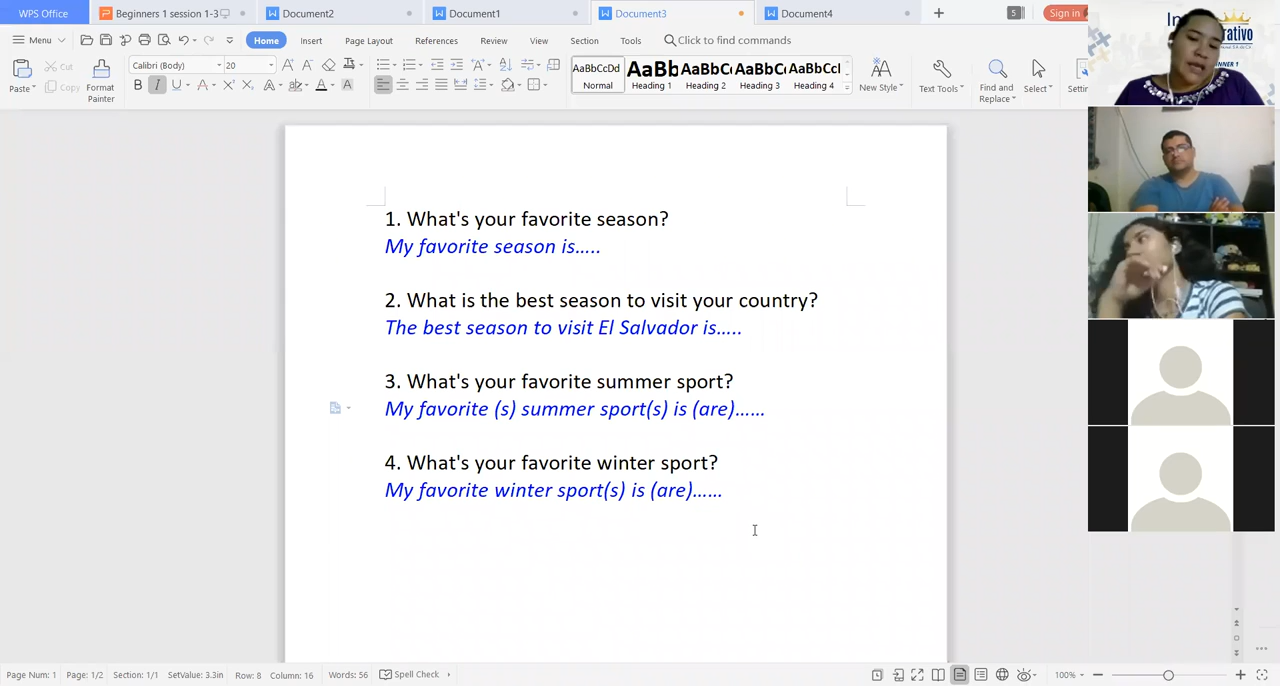 WPS Office
Beginners 1 session 1-3
Document2
Document1
Document3
Document4
5
Sign in
Menu
Home
Insert
Page Layout
References
Review
View
Section
Tools
Click to find commands
Paste
Cut
Copy
Format Painter
Calibri (Body)
20
AaBbCcDd
Normal
AaBb
Heading 1
AaBbC
Heading 2
AaBbC
Heading 3
AaBbCcI
Heading 4
New Style
Text Tools
Find and Replace
Select
1. What's your favorite season?
My favorite season is.....
2. What is the best season to visit your country?
The best season to visit El Salvador is.....
3. What's your favorite summer sport?
My favorite (s) summer sport(s) is (are)......
4. What's your favorite winter sport?
My favorite winter sport(s) is (are)......
Page Num: 1
Page: 1/2
Section: 1/1
SetValue: 3.3in
Row: 8
Column: 16
Words: 56
Spell Check
100%